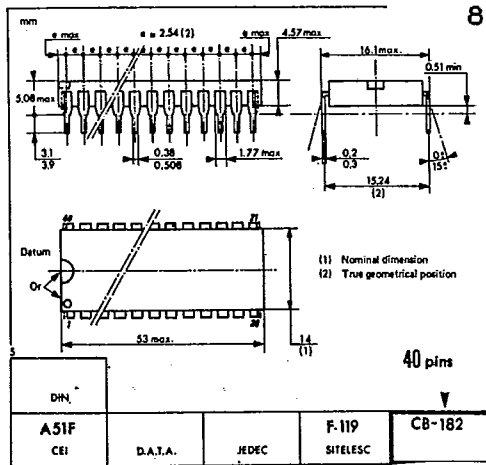 mm
8
e max
e = 2.54 (2)
e max
4.57 max
16.1 max.
0.51 min
5.08 max
3.1
3.9
0.38
0.508
1.77 max
0.2
0.3
15.24
(2)
0°
15°
21
Datum
Or
1
20
(1) Nominal dimension
(2) True geometrical position
53 max.
14
(1)
5
40 pins
DIN
A51F
CEI
D.A.T.A.
JEDEC
F-119
SITELESC
CB-182